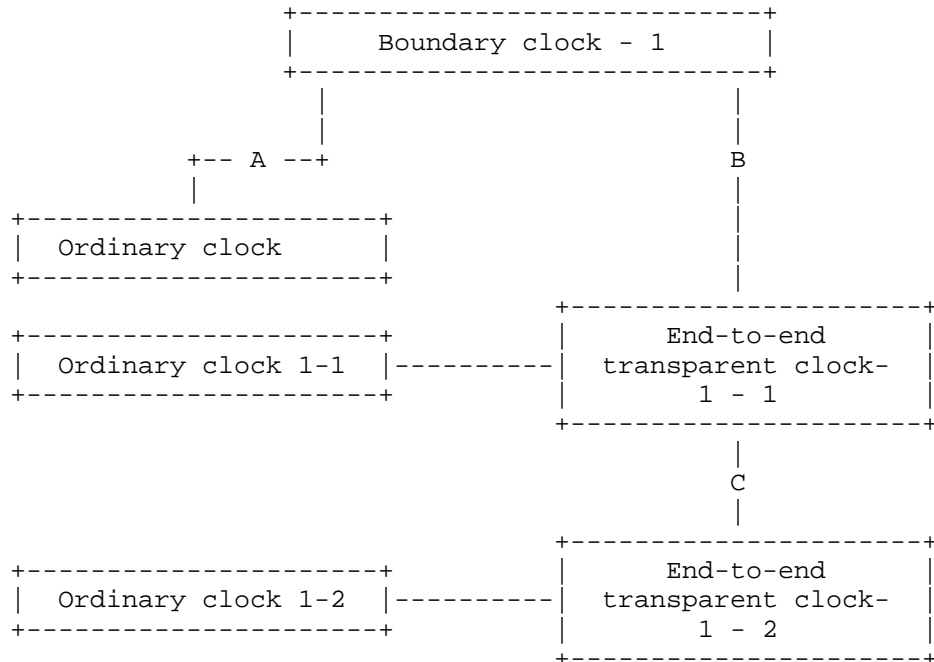 Boundary clock - 1
A
B
Ordinary clock
Ordinary clock 1-1
End-to-end
transparent clock-
1 - 1
C
Ordinary clock 1-2
End-to-end
transparent clock-
1 - 2